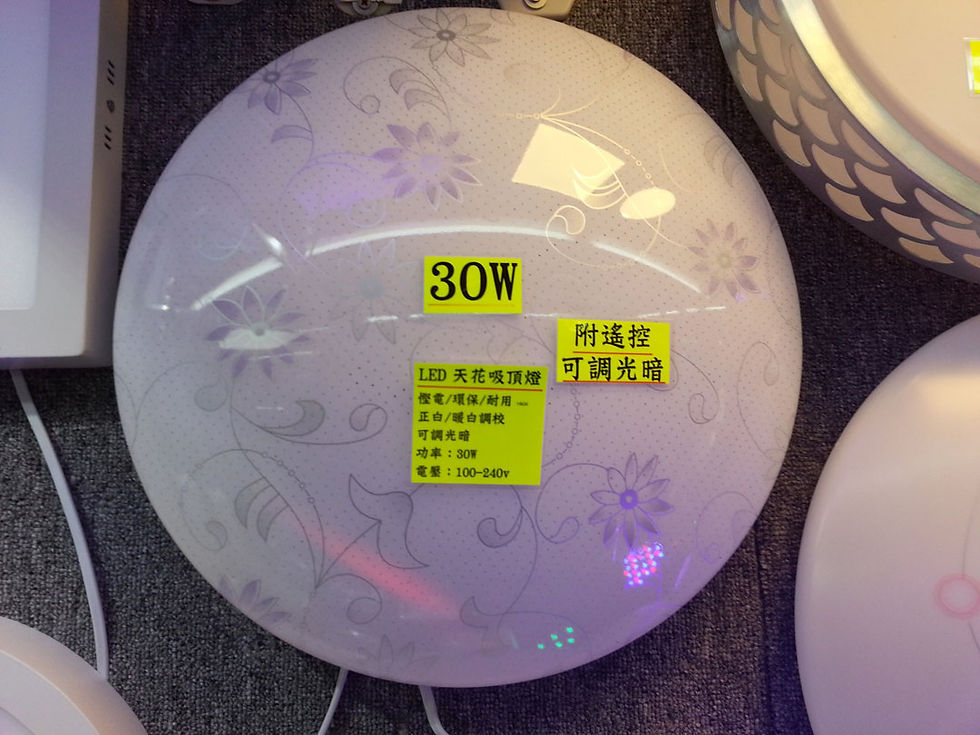 30W
附遙控
可調光暗
LED 天花吸頂燈
慳電/環保/耐用
正白/暖白調校
可調光暗
功率：30W
電壓：100-240v